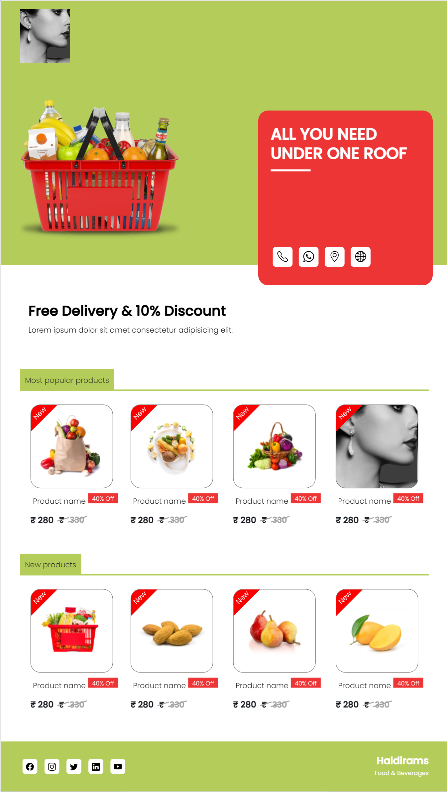 ALL YOU NEED
UNDER ONE ROOF
Free Delivery & 10% Discount
Lorem ipsum dolor sit amet consectetur adipisicing elit.
Most popular products
New
New
New
New
Product name 40% Off
Product name 40% Off
Product name 40% Off
Product name 40% Off
₹ 280 ₹ 330
₹ 280 ₹ 330
₹ 280 ₹ 330
₹ 280 ₹ 330
New products
New
New
New
New
Product name 40% Off
Product name 40% Off
Product name 40% Off
Product name 40% Off
₹ 280 ₹ 330
₹ 280 ₹ 330
₹ 280 ₹ 330
₹ 280 ₹ 330
Haldirams
Food & Beverages